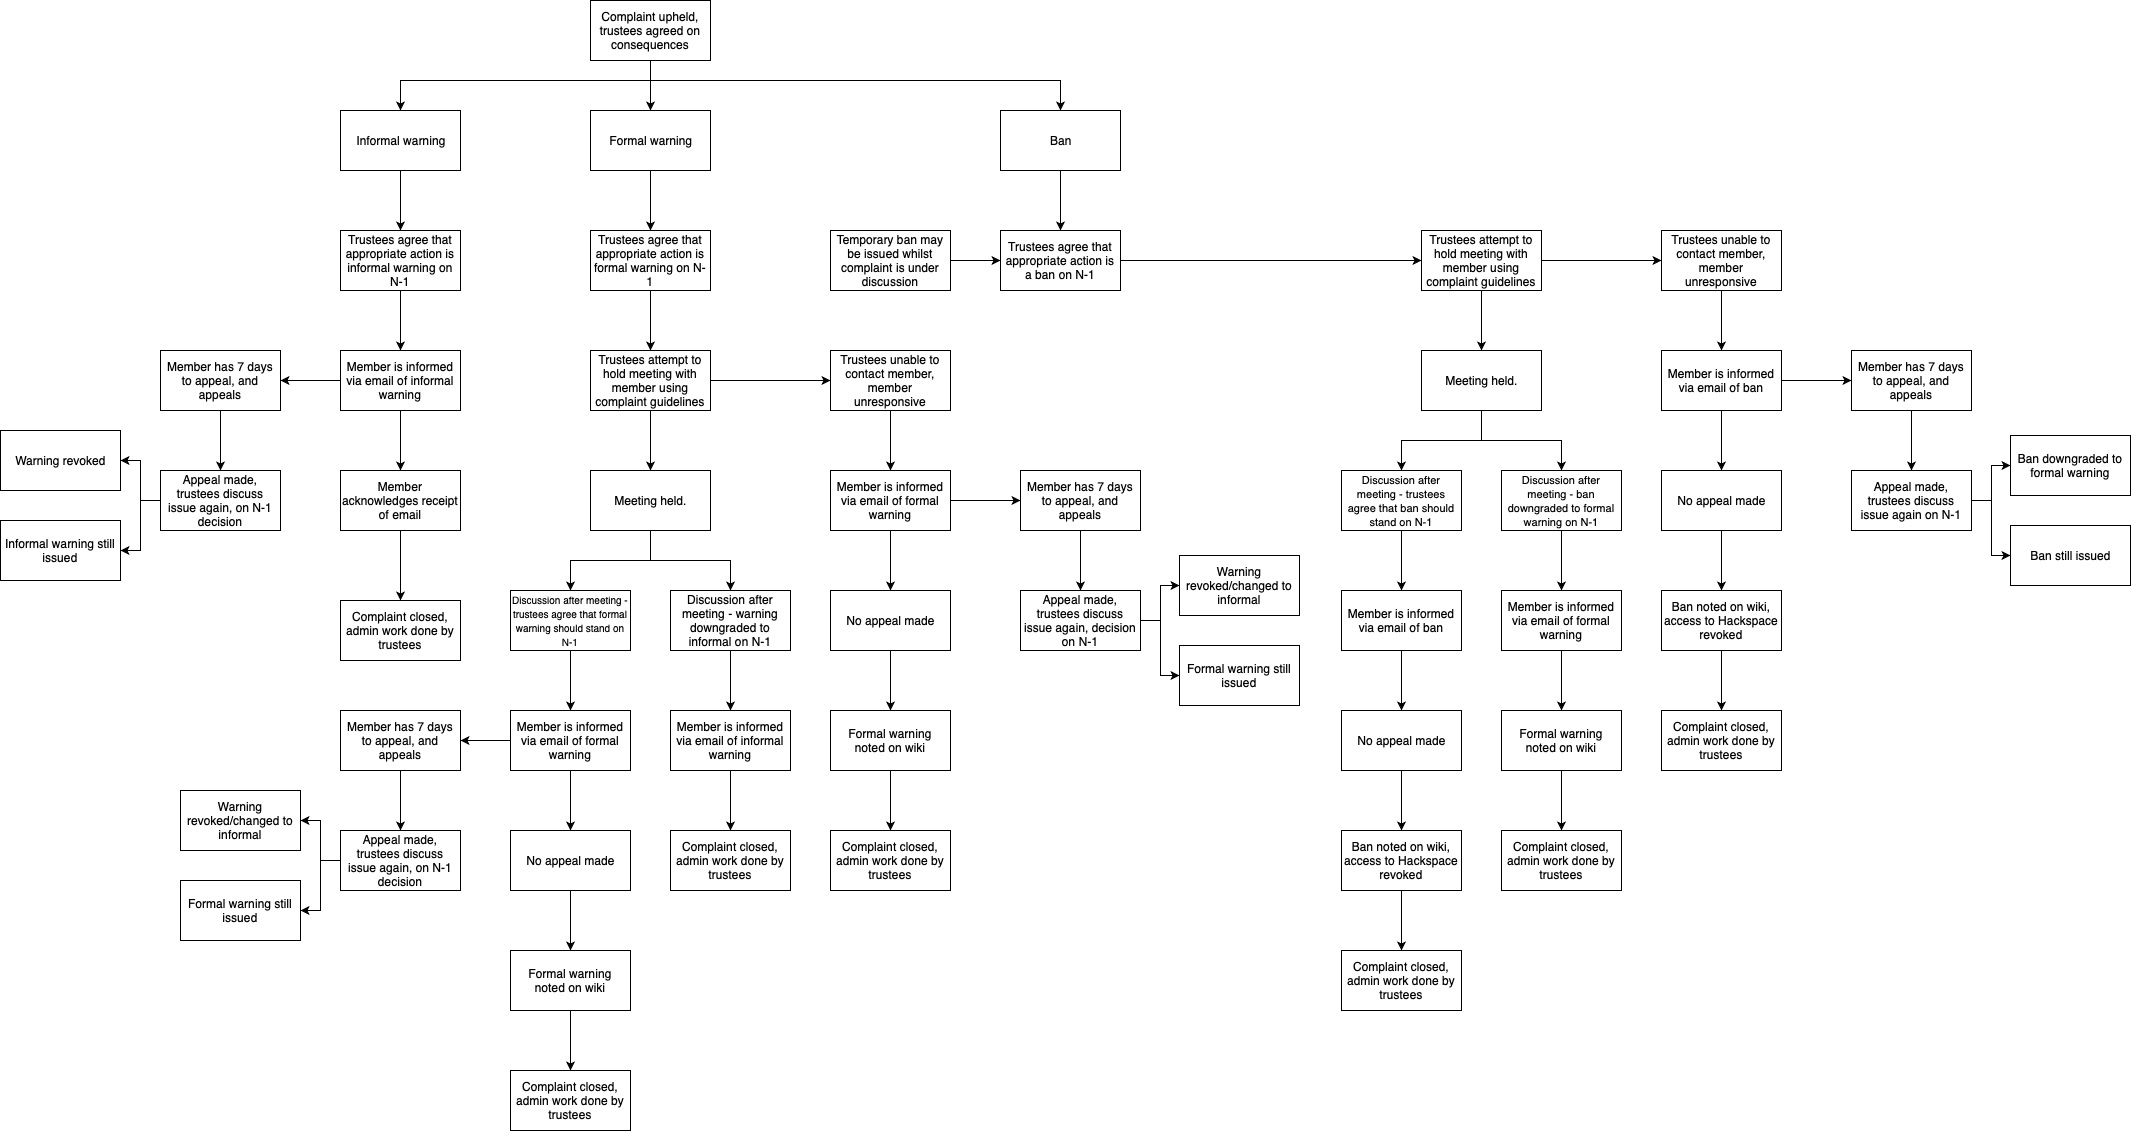 Complaint upheld,
trustees agreed on
consequences
Informal warning
Formal warning
Ban
Trustees agree that
appropriate action is
informal warning on
N-1
Trustees agree that
appropriate action is
formal warning on N-
1
Temporary ban may
be issued whilst
complaint is under
discussion
Trustees agree that
appropriate action is
a ban on N-1
Trustees attempt to
hold meeting with
member using
complaint guidelines
Trustees unable to
contact member,
member
unresponsive
Member has 7 days
to appeal, and
appeals
Member is informed
via email of informal
warning
Trustees attempt to
hold meeting with
member using
complaint guidelines
Trustees unable to
contact member,
member
unresponsive
Meeting held.
Member is informed
via email of ban
Member has 7 days
to appeal, and
appeals
Warning revoked
Informal warning still
issued
Appeal made,
trustees discuss
issue again, on N-1
decision
Member
acknowledges receipt
of email
Meeting held.
Member is informed
via email of formal
warning
Member has 7 days
to appeal, and
appeals
Discussion after
meeting - trustees
agree that ban should
stand on N-1
Discussion after
meeting - ban
downgraded to formal
warning on N-1
No appeal made
Appeal made,
trustees discuss
issue again on N-1
Ban downgraded to
formal warning
Ban still issued
Complaint closed,
admin work done by
trustees
Discussion after meeting -
trustees agree that formal
warning should stand on
N-1
Discussion after
meeting - warning
downgraded to
informal on N-1
No appeal made
Appeal made,
trustees discuss
issue again, decision
on N-1
Warning
revoked/changed to
informal
Formal warning still
issued
Member is informed
via email of ban
Member is informed
via email of formal
warning
Ban noted on wiki,
access to Hackspace
revoked
Member has 7 days
to appeal, and
appeals
Member is informed
via email of formal
warning
Member is informed
via email of informal
warning
Formal warning
noted on wiki
No appeal made
Formal warning
noted on wiki
Complaint closed,
admin work done by
trustees
Warning
revoked/changed to
informal
Formal warning still
issued
Appeal made,
trustees discuss
issue again, on N-1
decision
No appeal made
Complaint closed,
admin work done by
trustees
Complaint closed,
admin work done by
trustees
Ban noted on wiki,
access to Hackspace
revoked
Complaint closed,
admin work done by
trustees
Formal warning
noted on wiki
Complaint closed,
admin work done by
trustees
Complaint closed,
admin work done by
trustees